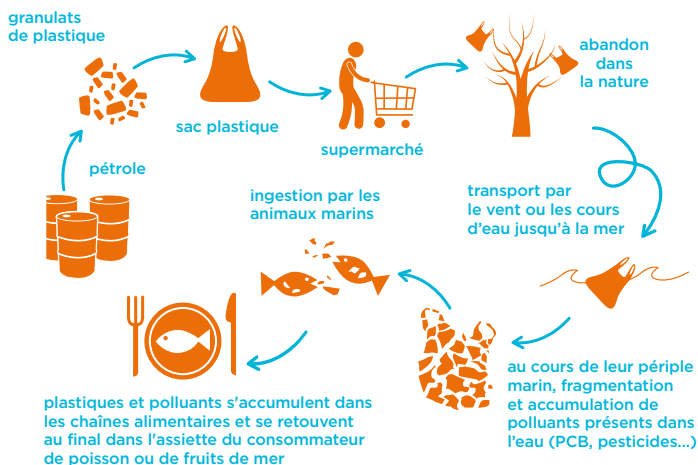 granulats
de plastique
sac plastique
supermarché
abandon
dans
la nature
pétrole
ingestion par les
animaux marins
transport par
le vent ou les cours
d'eau jusqu'à la mer
au cours de leur périple
marin, fragmentation
et accumulation de
polluants présents dans
l'eau (PCB, pesticides...)
plastiques et polluants s'accumulent dans
les chaînes alimentaires et se retouvent
au final dans l'assiette du consommateur
de poisson ou de fruits de mer